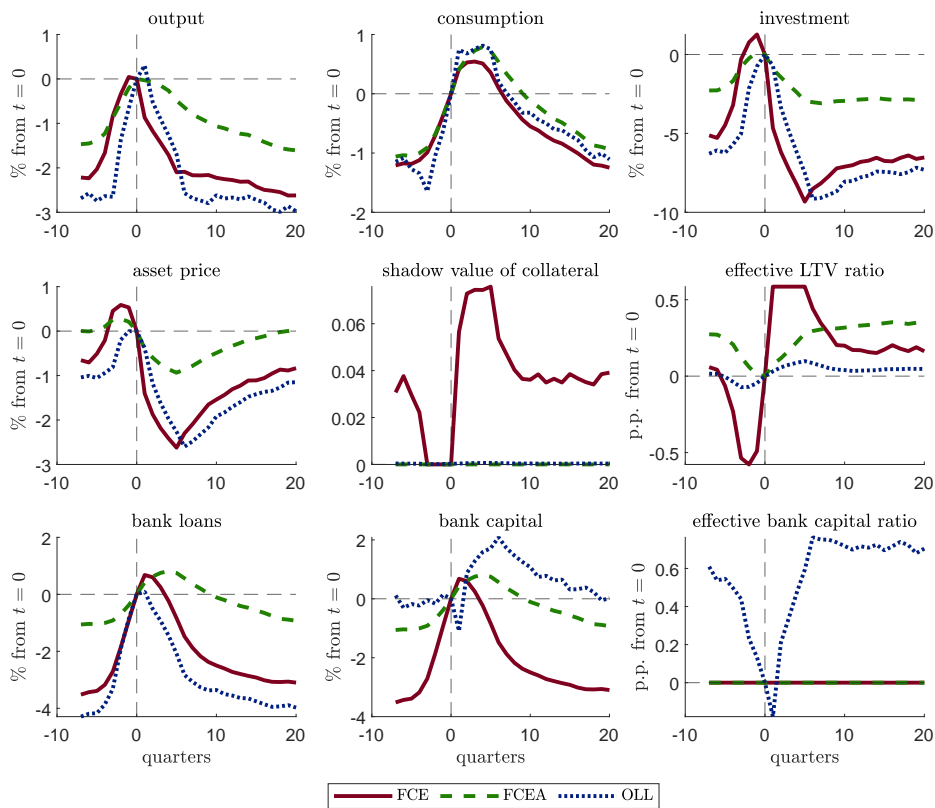 output consumption investment
% from t = 0
1
0
-1
-2
-3
-10 0 10 20
% from t = 0
1
0
-1
-2
-10 0 10 20
% from t = 0
0
-5
-10
-10 0 10 20
asset price shadow value of collateral effective LTV ratio
% from t = 0
1
0
-1
-2
-3
-10 0 10 20
0.06
0.04
0.02
0
-10 0 10 20
p.p. from t = 0
0.5
0
-0.5
-10 0 10 20
bank loans bank capital effective bank capital ratio
% from t = 0
2
0
-2
-4
-10 0 10 20
quarters
% from t = 0
2
0
-2
-4
-10 0 10 20
quarters
p.p. from t = 0
0.6
0.4
0.2
0
-10 0 10 20
quarters
FCE FCEA OLL